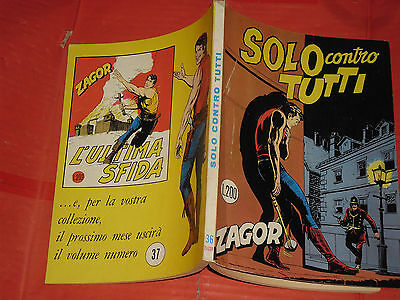 ZAGOR
L'ULTIMA
SFIDA
...e, per la vostra
collezione,
il prossimo mese uscirà
il volume numero 37
SOLO CONTRO TUTTI
36
SOLO contro
TUTTI
L.200
ZAGOR